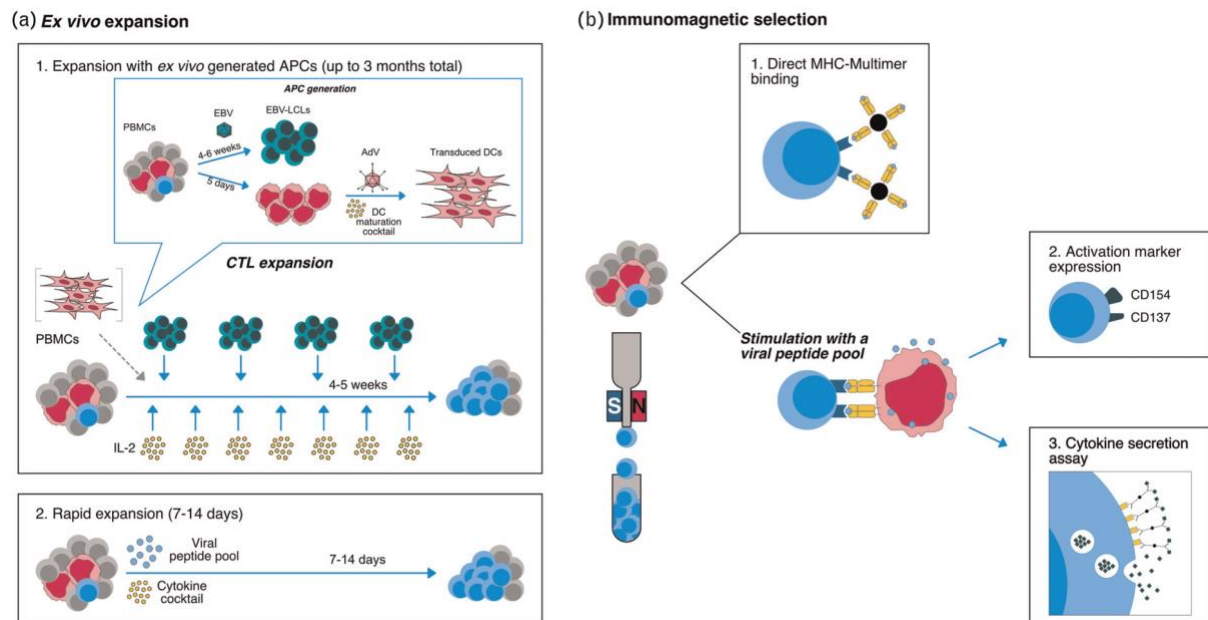 (a) Ex vivo expansion
1. Expansion with ex vivo generated APCs (up to 3 months total)
APC generation
PBMCs
EBV
EBV-LCLs
4-6 weeks
5 days
AdV
DC
maturation
cocktail
Transduced DCs
CTL expansion
PBMCs
4-5 weeks
IL-2
2. Rapid expansion (7-14 days)
Viral
peptide pool
Cytokine
cocktail
7-14 days
(b) Immunomagnetic selection
1. Direct MHC-Multimer
binding
S N
Stimulation with a
viral peptide pool
2. Activation marker
expression
CD154
CD137
3. Cytokine secretion
assay